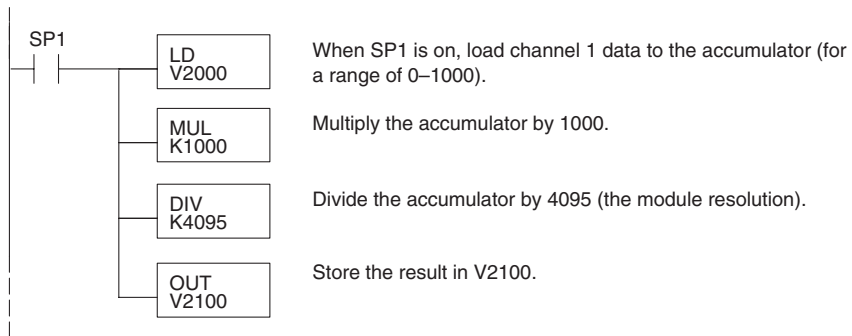 SP1
LD
V2000
When SP1 is on, load channel 1 data to the accumulator (for
a range of 0–1000).
MUL
K1000
Multiply the accumulator by 1000.
DIV
K4095
Divide the accumulator by 4095 (the module resolution).
OUT
V2100
Store the result in V2100.